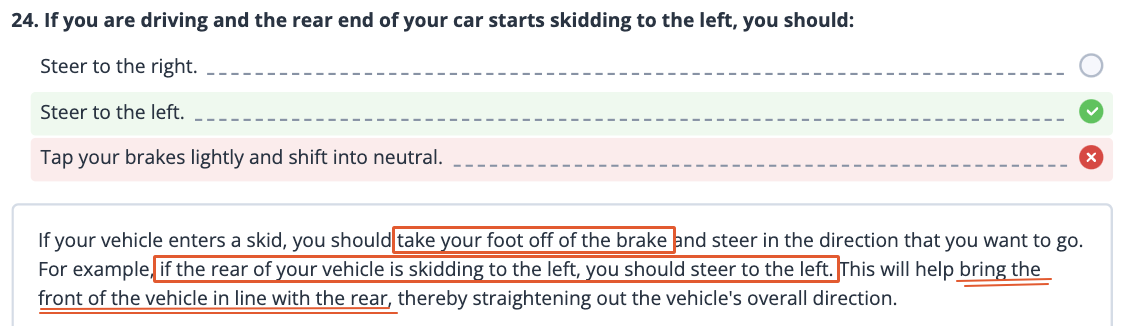 24. If you are driving and the rear end of your car starts skidding to the left, you should:
Steer to the right.
Steer to the left.
Tap your brakes lightly and shift into neutral.
If your vehicle enters a skid, you should take your foot off of the brake and steer in the direction that you want to go.
For example, if the rear of your vehicle is skidding to the left, you should steer to the left. This will help bring the
front of the vehicle in line with the rear, thereby straightening out the vehicle's overall direction.